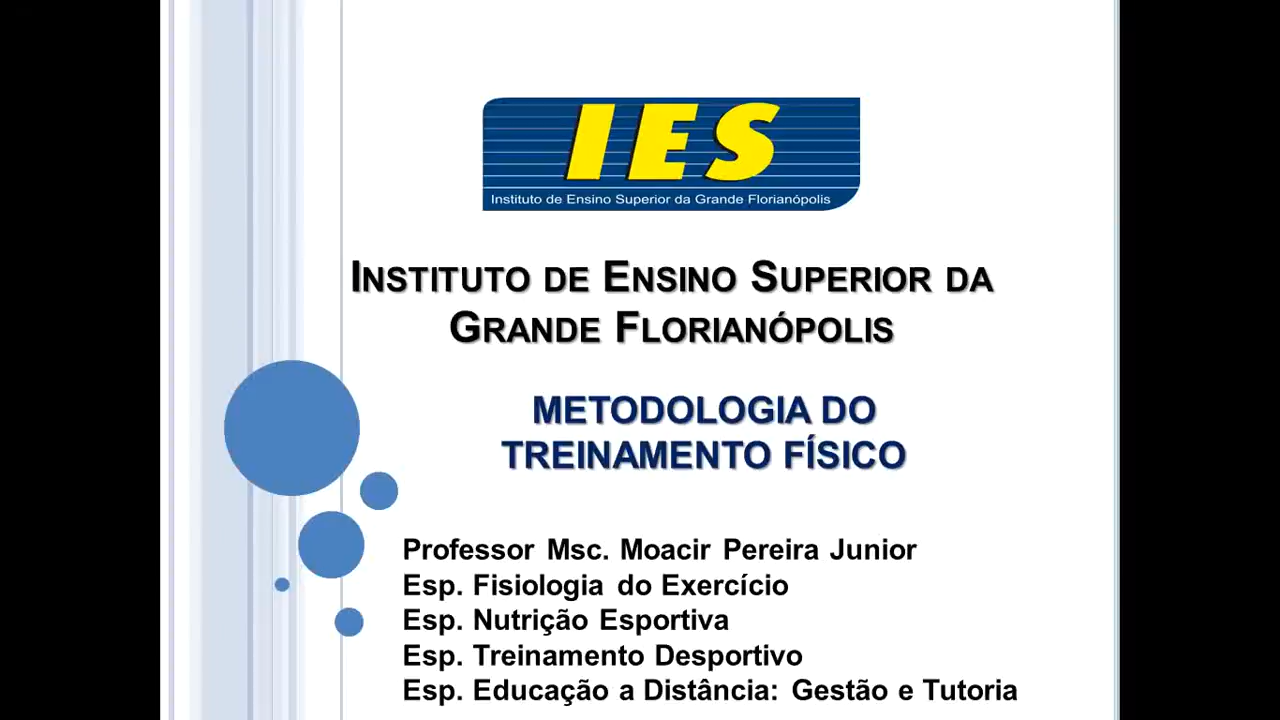 IES
Instituto de Ensino Superior da Grande Florianópolis
INSTITUTO DE ENSINO SUPERIOR DA
GRANDE FLORIANÓPOLIS
METODOLOGIA DO
TREINAMENTO FÍSICO
Professor Msc. Moacir Pereira Junior
Esp. Fisiologia do Exercício
Esp. Nutrição Esportiva
Esp. Treinamento Desportivo
Esp. Educação a Distância: Gestão e Tutoria